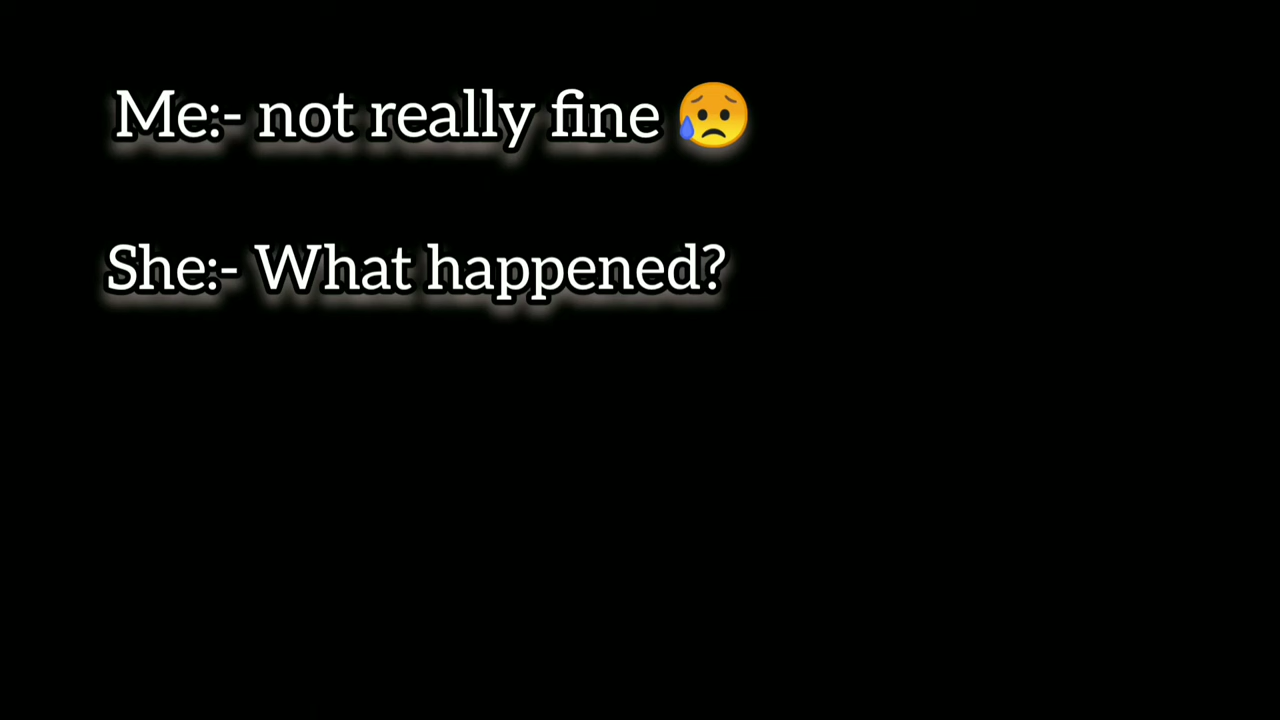 Me:- not really fine 😥
She:- What happened?